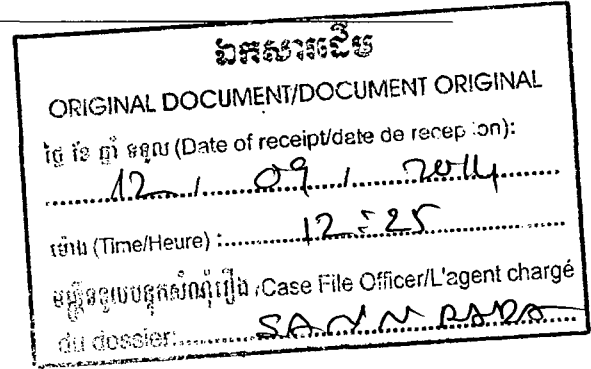 ឯកសារដើម
ORIGINAL DOCUMENT/DOCUMENT ORIGINAL
ថ្ងៃ ខែ ឆ្នាំ ទទួល (Date of receipt/date de reception):
12 / 09 / 2014
ម៉ោង (Time/Heure) : 12:25
មន្ត្រីទទួលបន្ទុកសំណុំរឿង /Case File Officer/L'agent chargé
du dossier: SANN RADA